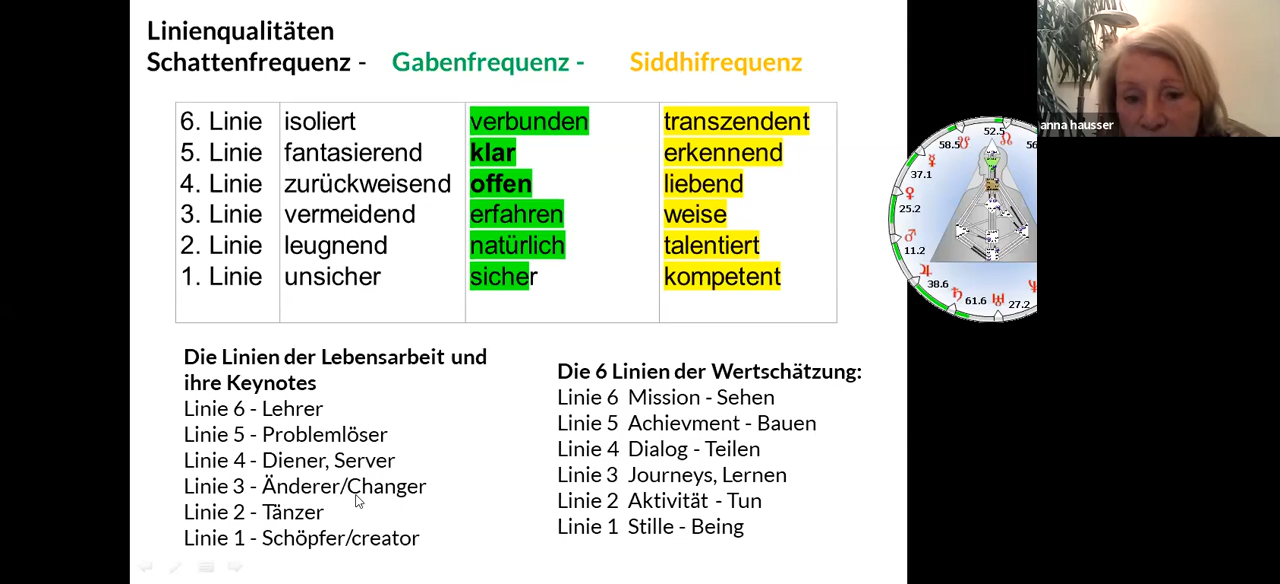 Linienqualitäten
Schattenfrequenz - Gabenfrequenz - Siddhifrequenz
6. Linie isoliert verbunden transzendent
5. Linie fantasierend klar erkennend
4. Linie zurückweisend offen liebend
3. Linie vermeidend erfahren weise
2. Linie leugnend natürlich talentiert
1. Linie unsicher sicher kompetent
Die Linien der Lebensarbeit und
ihre Keynotes
Linie 6 - Lehrer
Linie 5 - Problemlöser
Linie 4 - Diener, Server
Linie 3 - Änderer/Changer
Linie 2 - Tänzer
Linie 1 - Schöpfer/creator
Die 6 Linien der Wertschätzung:
Linie 6 Mission - Sehen
Linie 5 Achievment - Bauen
Linie 4 Dialog - Teilen
Linie 3 Journeys, Lernen
Linie 2 Aktivität - Tun
Linie 1 Stille - Being
anna hausser
52.5
58.5
56
37.1
25.2
11.2
38.6
61.6
27.2